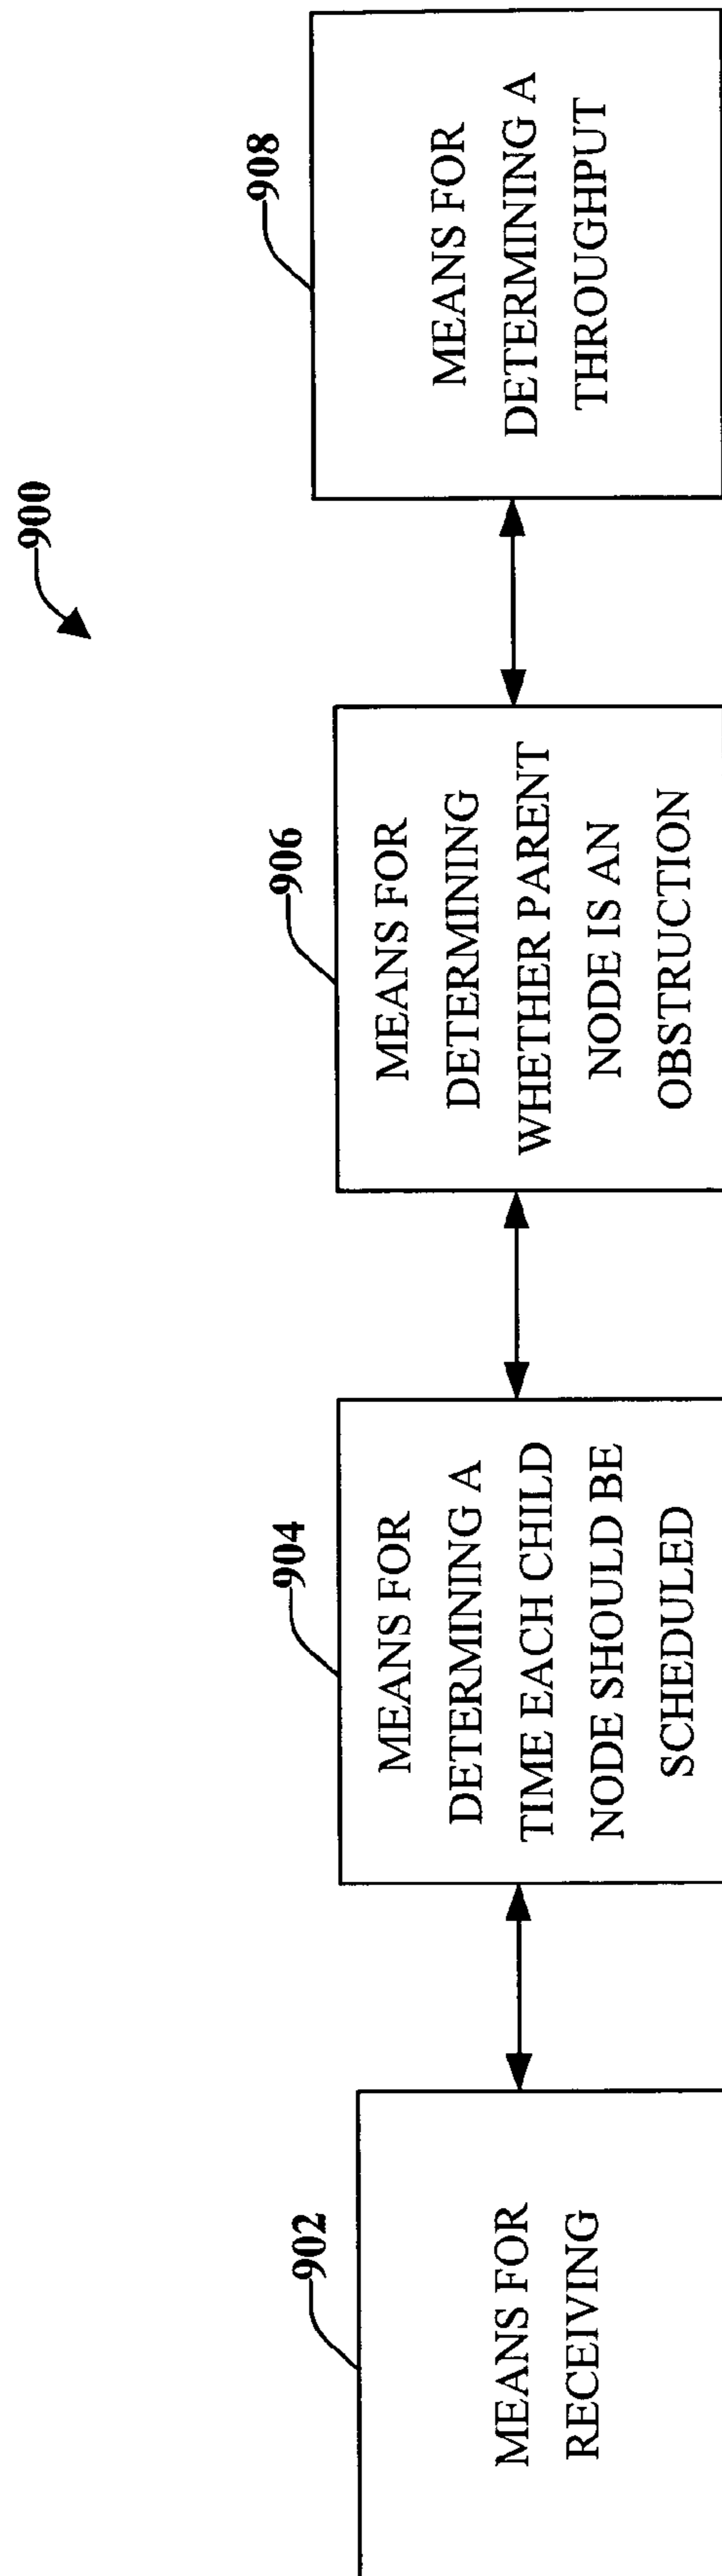 900
902
MEANS FOR
RECEIVING
904
MEANS FOR
DETERMINING A
TIME EACH CHILD
NODE SHOULD BE
SCHEDULED
906
MEANS FOR
DETERMINING
WHETHER PARENT
NODE IS AN
OBSTRUCTION
908
MEANS FOR
DETERMINING A
THROUGHPUT